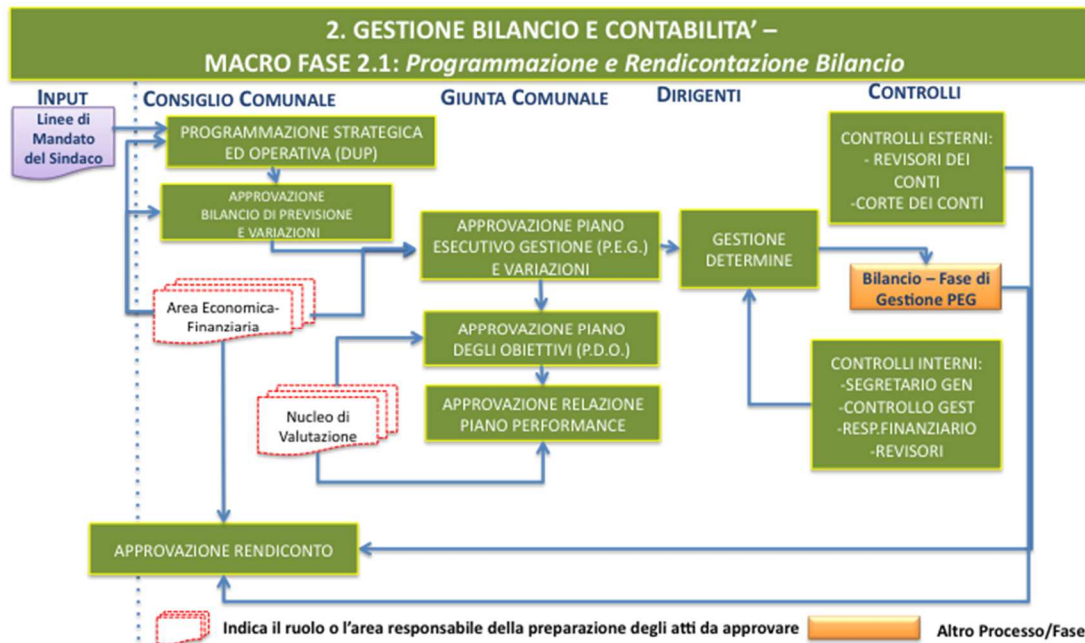 2. GESTIONE BILANCIO E CONTABILITA’ –
MACRO FASE 2.1: Programmazione e Rendicontazione Bilancio
INPUT
CONSIGLIO COMUNALE
GIUNTA COMUNALE
DIRIGENTI
CONTROLLI
Linee di
Mandato
del Sindaco
PROGRAMMAZIONE STRATEGICA
ED OPERATIVA (DUP)
CONTROLLI ESTERNI:
- REVISORI DEI
CONTI
-CORTE DEI CONTI
APPROVAZIONE
BILANCIO DI PREVISIONE
E VARIAZIONI
APPROVAZIONE PIANO
ESECUTIVO GESTIONE (P.E.G.)
E VARIAZIONI
GESTIONE
DETERMINE
Bilancio – Fase di
Gestione PEG
Area Economica-
Finanziaria
APPROVAZIONE PIANO
DEGLI OBIETTIVI (P.D.O.)
CONTROLLI INTERNI:
-SEGRETARIO GEN
-CONTROLLO GEST
-RESP.FINANZIARIO
-REVISORI
Nucleo di
Valutazione
APPROVAZIONE RELAZIONE
PIANO PERFORMANCE
APPROVAZIONE RENDICONTO
Indica il ruolo o l’area responsabile della preparazione degli atti da approvare
Altro Processo/Fase